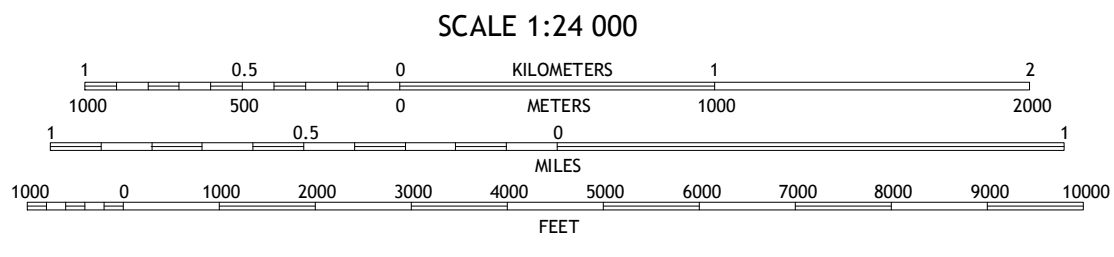 SCALE 1:24 000
1 0.5 0 KILOMETERS 1 2
1000 500 0 METERS 1000 2000
1 0.5 0 1
MILES
1000 0 1000 2000 3000 4000 5000 6000 7000 8000 9000 10000
FEET